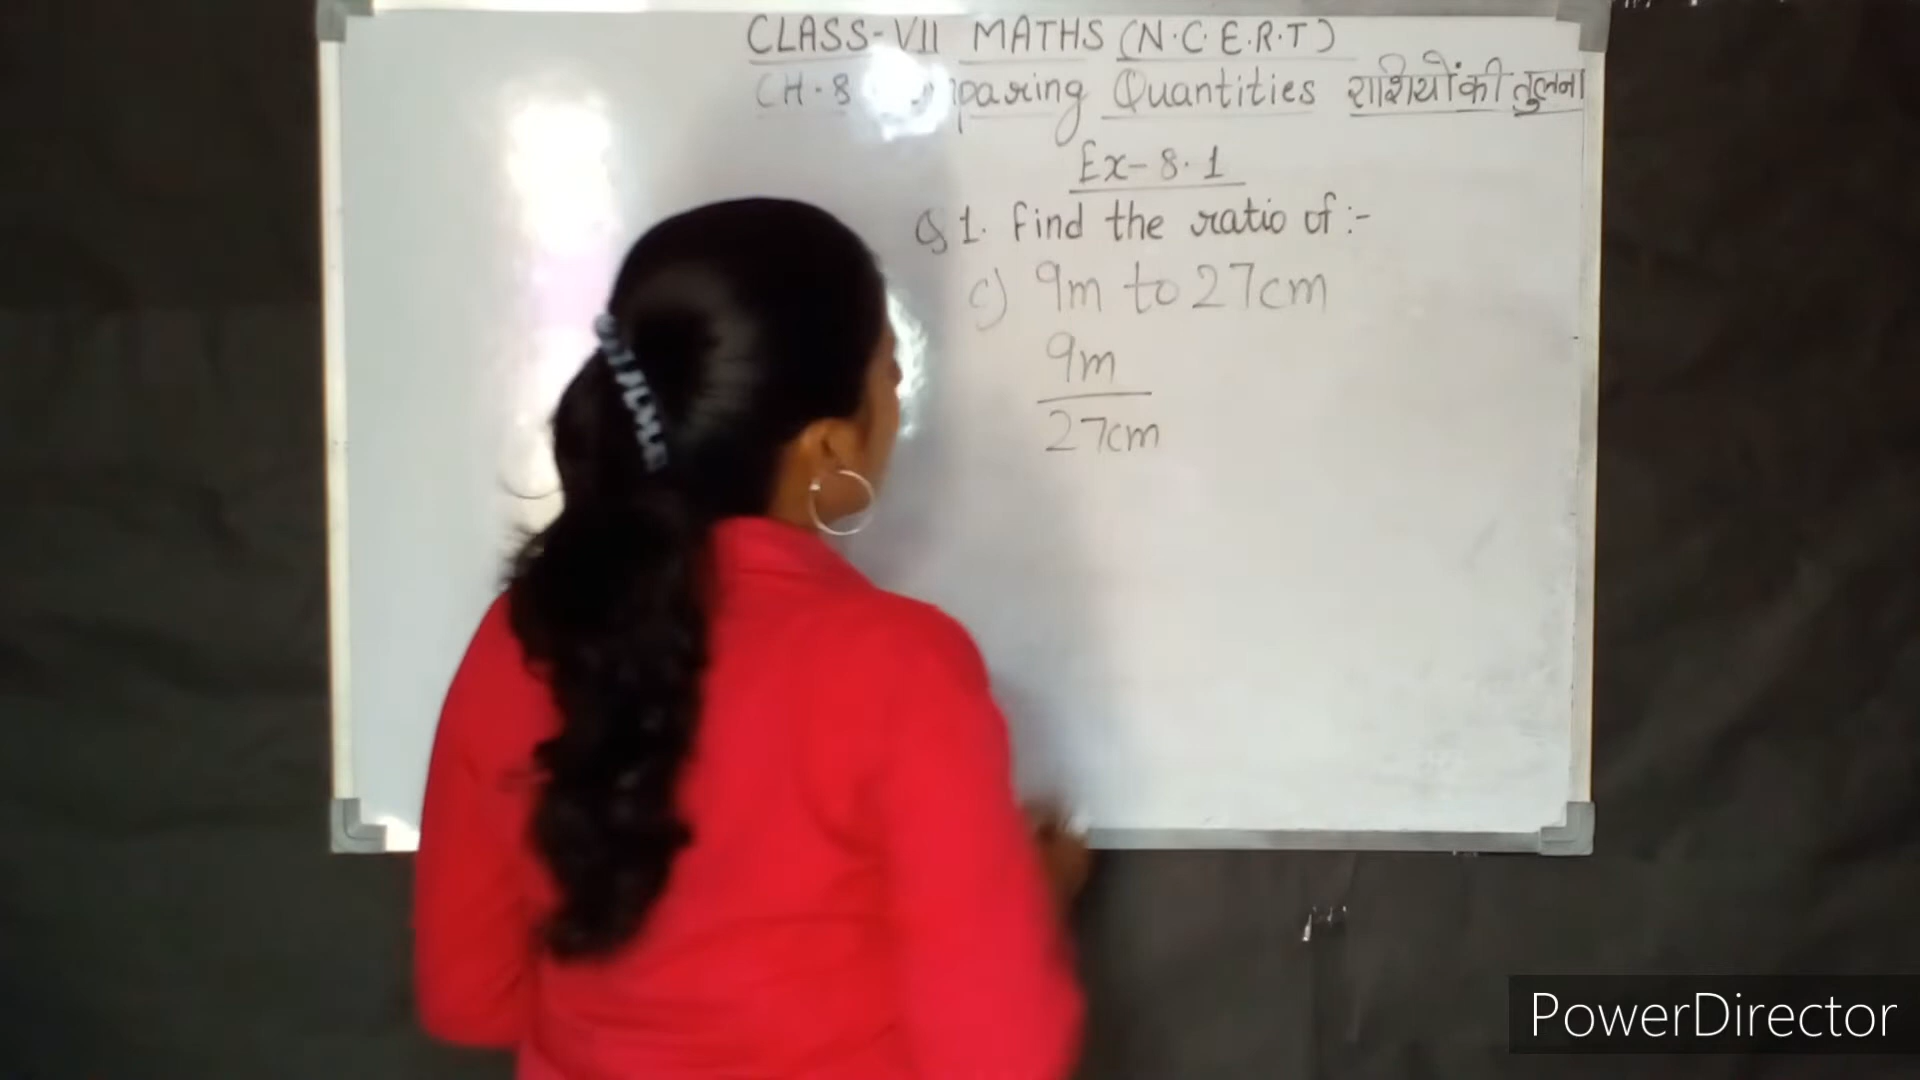 CLASS-VII MATHS (N.C.E.R.T)
CH-8 paring Quantities राशियों की तुलना
Ex-8.1
Q1. Find the ratio of :-
c) 9m to 27cm
9m
27cm
PowerDirector